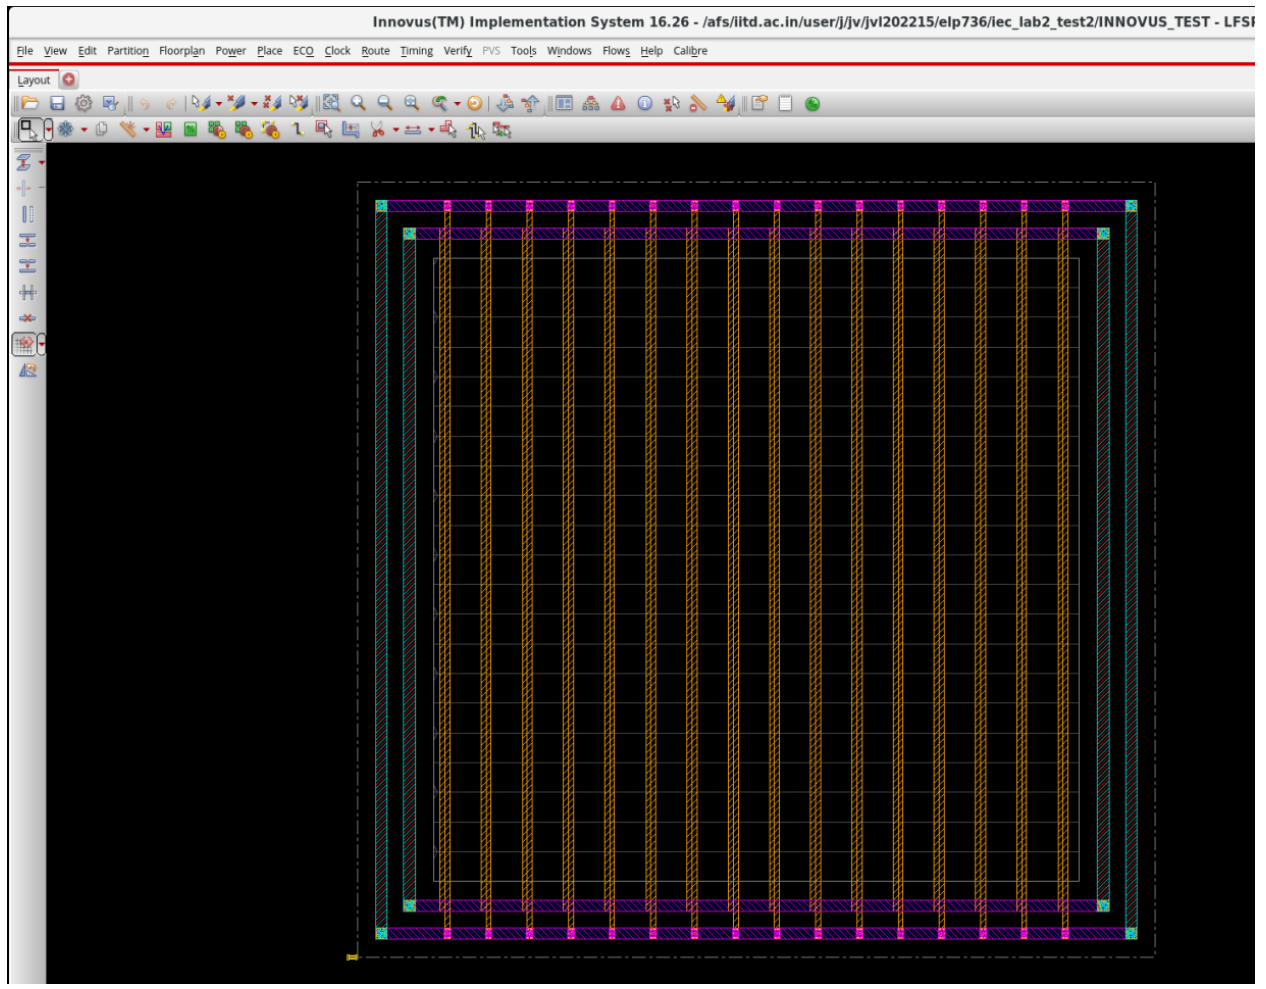 Innovus(TM) Implementation System 16.26 - /afs/iitd.ac.in/user/j/jv/jvl202215/elp736/iec_lab2_test2/INNOVUS_TEST - LFSR
File View Edit Partition Floorplan Power Place ECO Clock Route Timing Verify PVS Tools Windows Flows Help Calibre
Layout